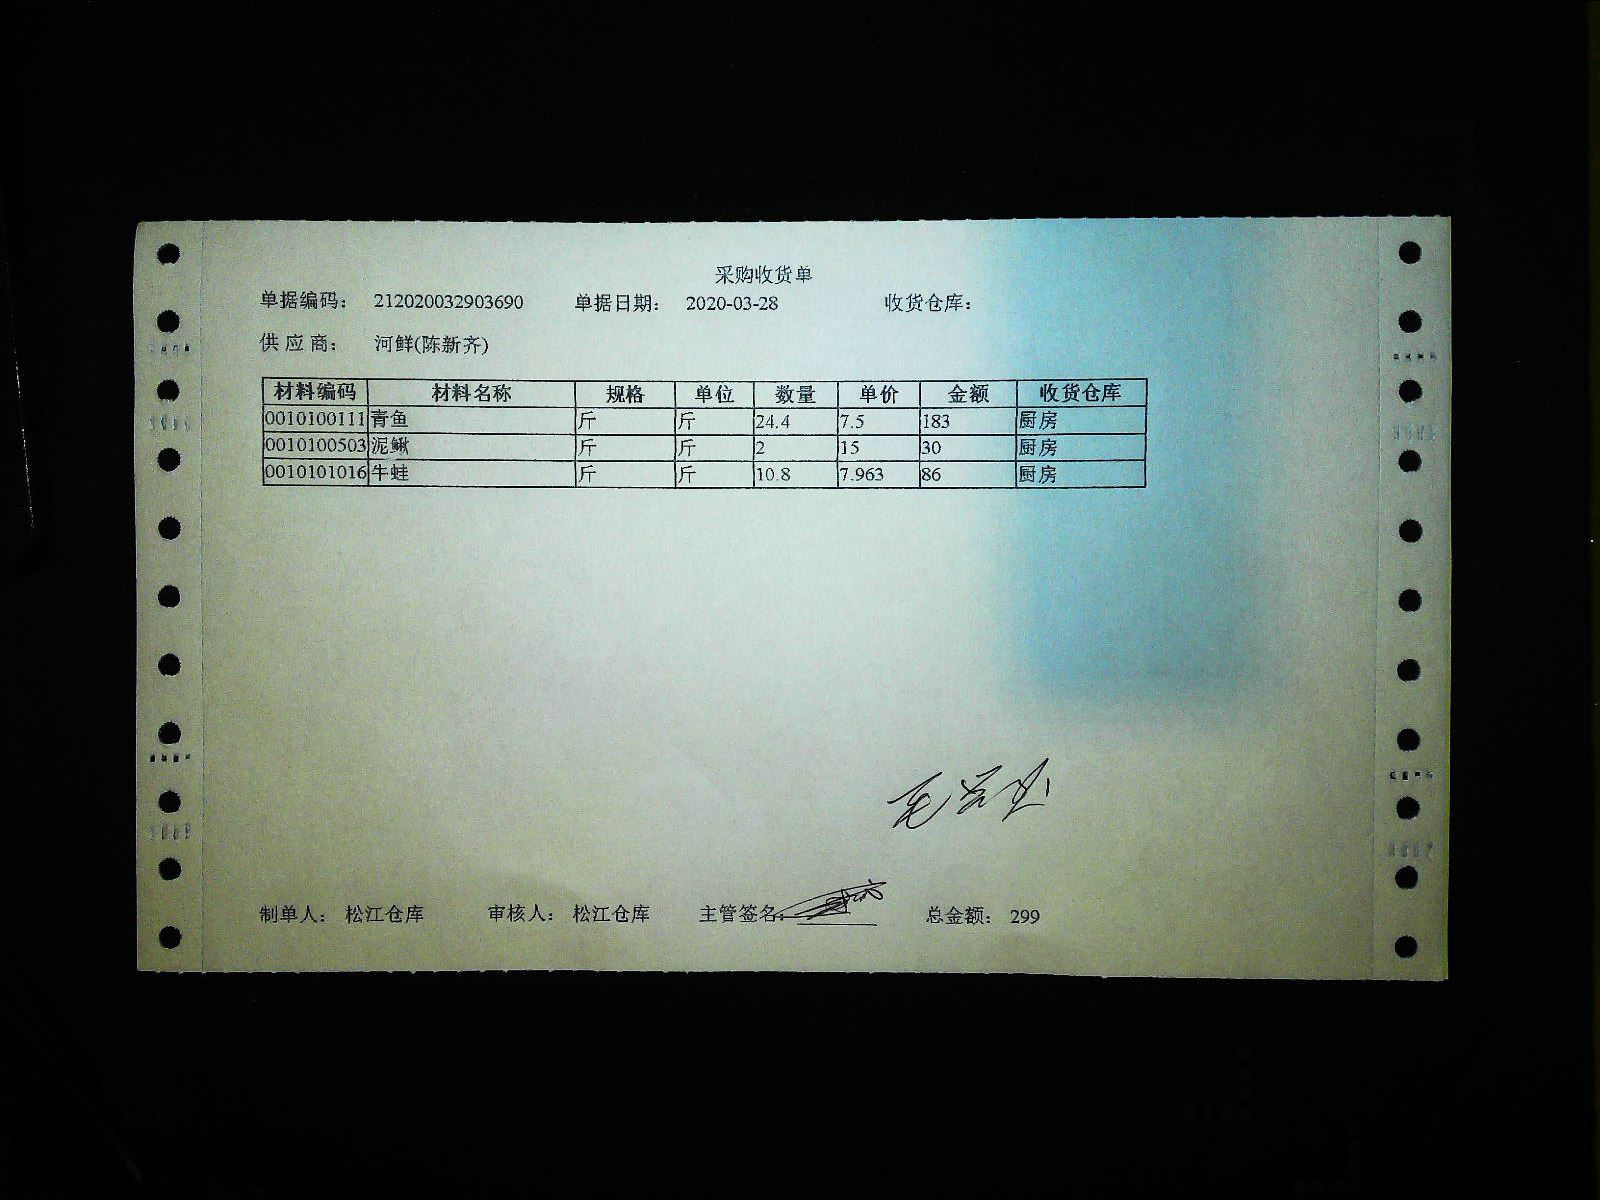 采购收货单
单据编码： 212020032903690 单据日期： 2020-03-28 收货仓库：
供 应 商： 河鲜(陈新齐)
材料编码 材料名称 规格 单位 数量 单价 金额 收货仓库
0010100111 青鱼 斤 斤 24.4 7.5 183 厨房
0010100503 泥鳅 斤 斤 2 15 30 厨房
0010101016 牛蛙 斤 斤 10.8 7.963 86 厨房
制单人： 松江仓库 审核人： 松江仓库 主管签名： 总金额： 299